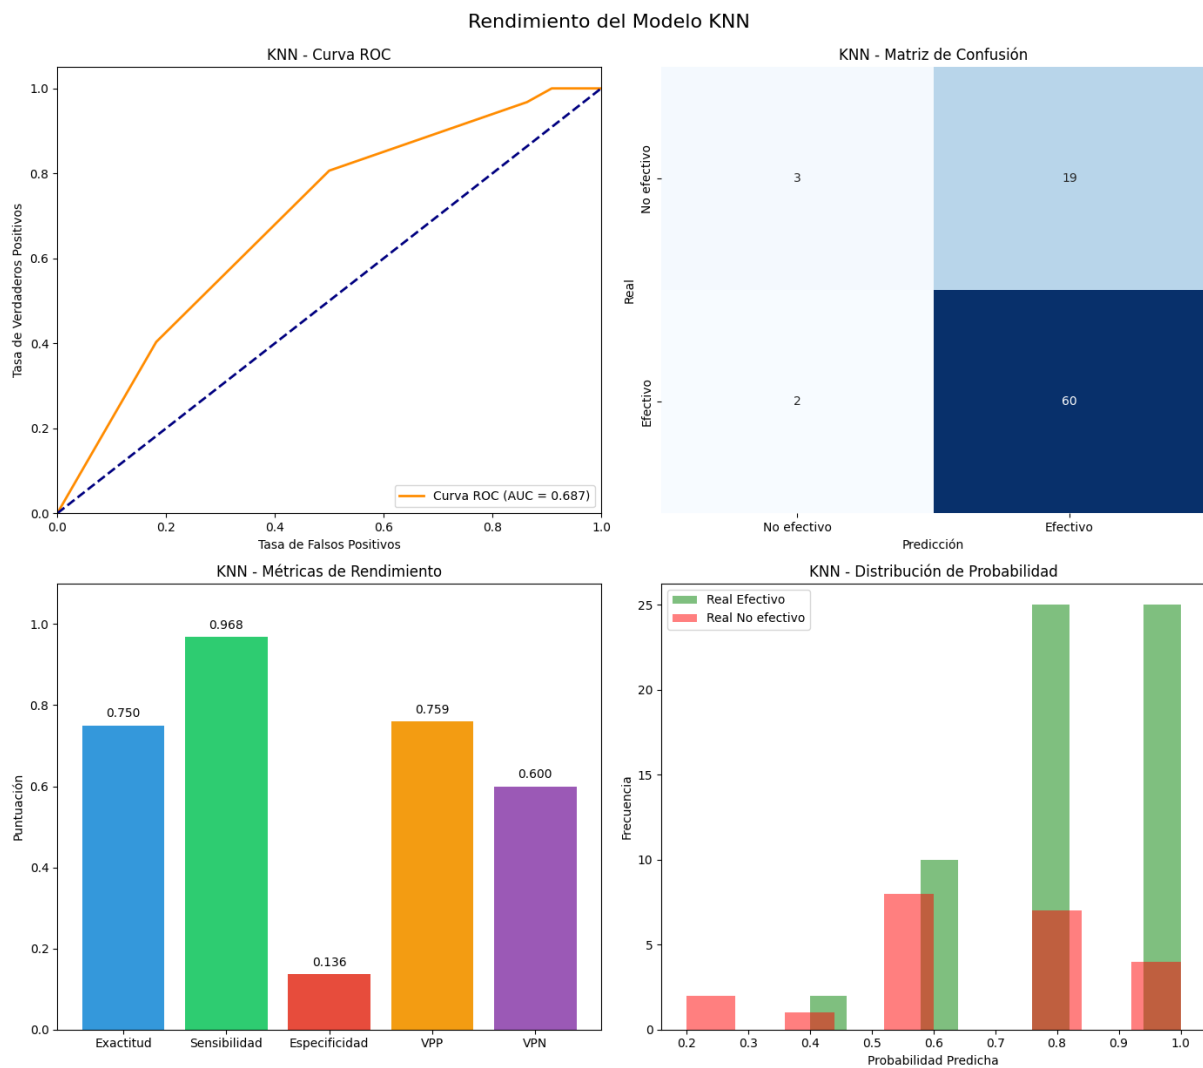 Rendimiento del Modelo KNN
KNN - Curva ROC
Tasa de Verdaderos Positivos
1.0
0.8
0.6
0.4
0.2
0.0
0.0 0.2 0.4 0.6 0.8 1.0
Tasa de Falsos Positivos
Curva ROC (AUC = 0.687)
KNN - Matriz de Confusión
Real
No efectivo
Efectivo
3 19
2 60
No efectivo Efectivo
Predicción
KNN - Métricas de Rendimiento
Puntuación
1.0
0.8
0.6
0.4
0.2
0.0
0.750
0.968
0.136
0.759
0.600
Exactitud Sensibilidad Especificidad VPP VPN
KNN - Distribución de Probabilidad
Real Efectivo
Real No efectivo
Frecuencia
25
20
15
10
5
0
0.2 0.3 0.4 0.5 0.6 0.7 0.8 0.9 1.0
Probabilidad Predicha